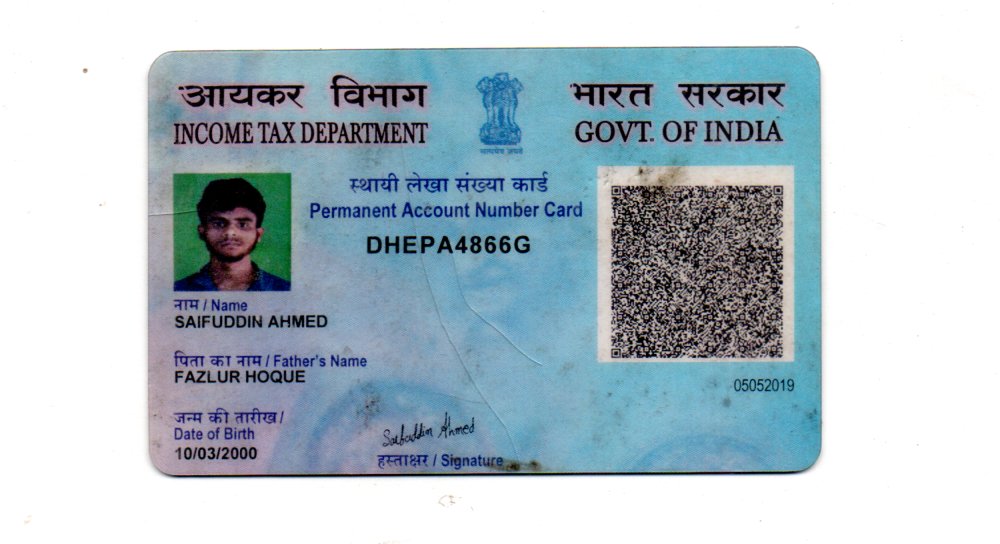 आयकर विभाग
INCOME TAX DEPARTMENT
सत्यमेव जयते
भारत सरकार
GOVT. OF INDIA
स्थायी लेखा संख्या कार्ड
Permanent Account Number Card
DHEPA4866G
नाम / Name
SAIFUDDIN AHMED
पिता का नाम / Father's Name
FAZLUR HOQUE
05052019
जन्म की तारीख /
Date of Birth
10/03/2000
Saifuddin Ahmed
हस्ताक्षर / Signature